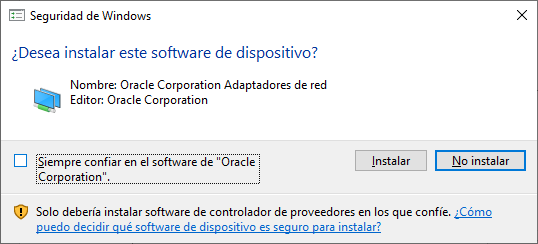 Seguridad de Windows
¿Desea instalar este software de dispositivo?
Nombre: Oracle Corporation Adaptadores de red
Editor: Oracle Corporation
Siempre confiar en el software de "Oracle
Corporation".
Instalar
No instalar
Solo debería instalar software de controlador de proveedores en los que confíe. ¿Cómo
puedo decidir qué software de dispositivo es seguro para instalar?